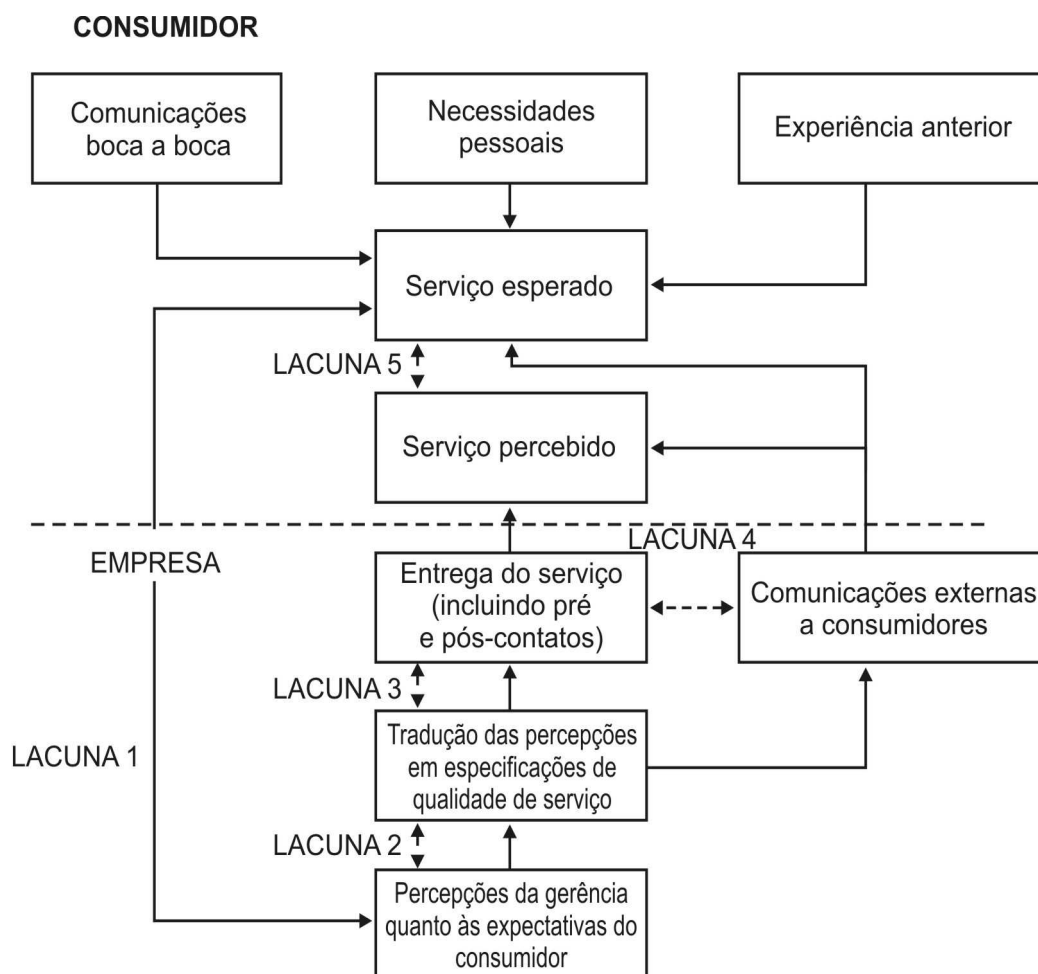 CONSUMIDOR
Comunicações
boca a boca
Necessidades
pessoais
Experiência anterior
Serviço esperado
LACUNA 5
Serviço percebido
LACUNA 4
EMPRESA
Entrega do serviço
(incluindo pré
e pós-contatos)
Comunicações externas
a consumidores
LACUNA 3
LACUNA 1
Tradução das percepções
em especificações de
qualidade de serviço
LACUNA 2
Percepções da gerência
quanto às expectativas do
consumidor